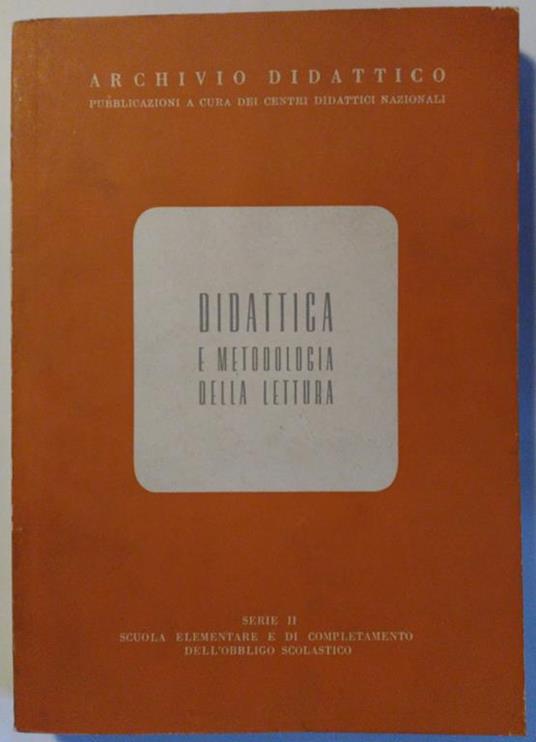 ARCHIVIO DIDATTICO
PUBBLICAZIONI A CURA DEI CENTRI DIDATTICI NAZIONALI
DIDATTICA
E METODOLOGIA
DELLA LETTURA
SERIE II
SCUOLA ELEMENTARE E DI COMPLETAMENTO
DELL'OBBLIGO SCOLASTICO